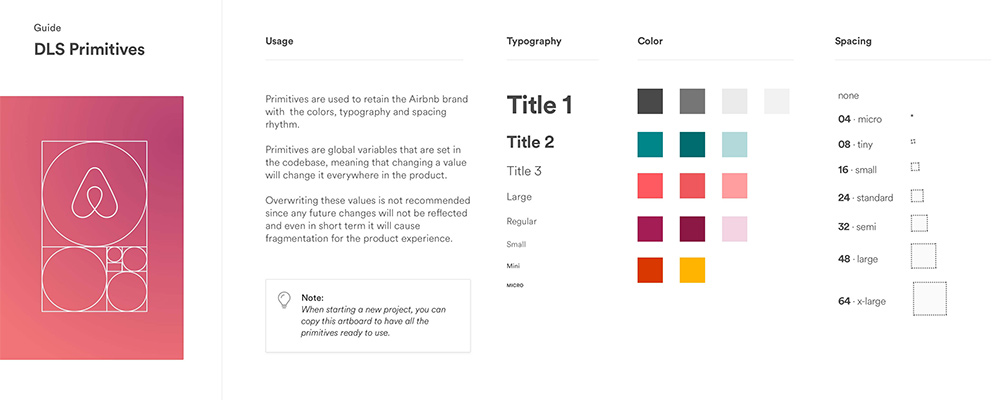 Guide
DLS Primitives
Usage
Primitives are used to retain the Airbnb brand
with the colors, typography and spacing
rhythm.
Primitives are global variables that are set in
the codebase, meaning that changing a value
will change it everywhere in the product.
Overwriting these values is not recommended
since any future changes will not be reflected
and even in short term it will cause
fragmentation for the product experience.
Note:
When starting a new project, you can
copy this artboard to have all the
primitives ready to use.
Typography
Title 1
Title 2
Title 3
Large
Regular
Small
Mini
MICRO
Color
Spacing
none
04 · micro
08 · tiny
16 · small
24 · standard
32 · semi
48 · large
64 · x-large